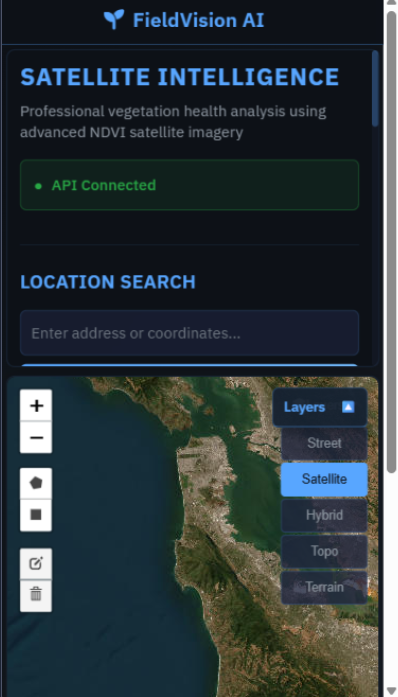 FieldVision AI
SATELLITE INTELLIGENCE
Professional vegetation health analysis using
advanced NDVI satellite imagery
API Connected
LOCATION SEARCH
Enter address or coordinates...
+
−
Layers
Street
Satellite
Hybrid
Topo
Terrain